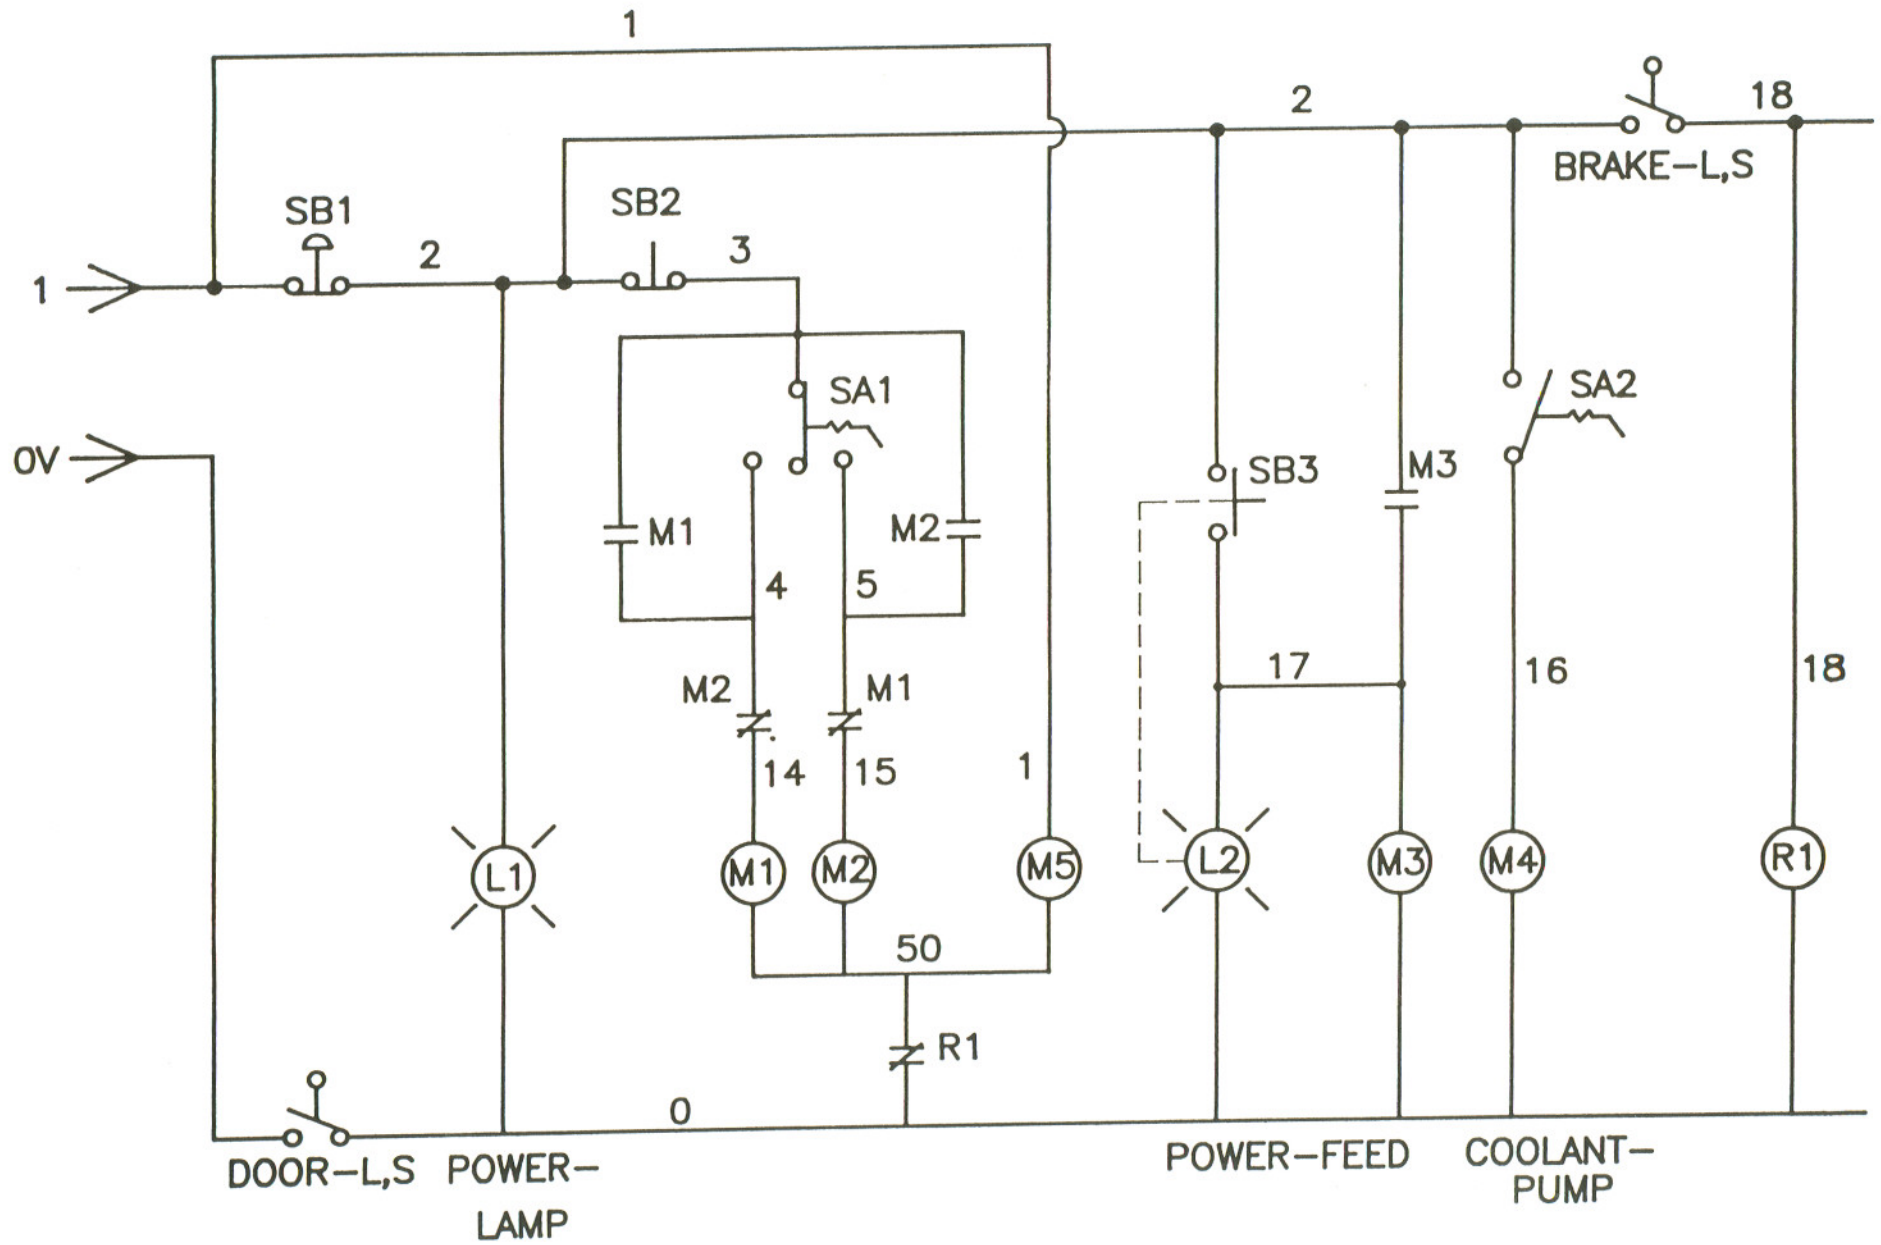 1
2
18
BRAKE-L,S
SB1
SB2
2
3
1
SA1
SA2
0V
SB3
M3
M1
M2
4
5
17
16
18
M2
M1
14
15
1
L1
M1
M2
M5
L2
M3
M4
R1
50
R1
0
DOOR-L,S
POWER-
LAMP
POWER-FEED
COOLANT-
PUMP